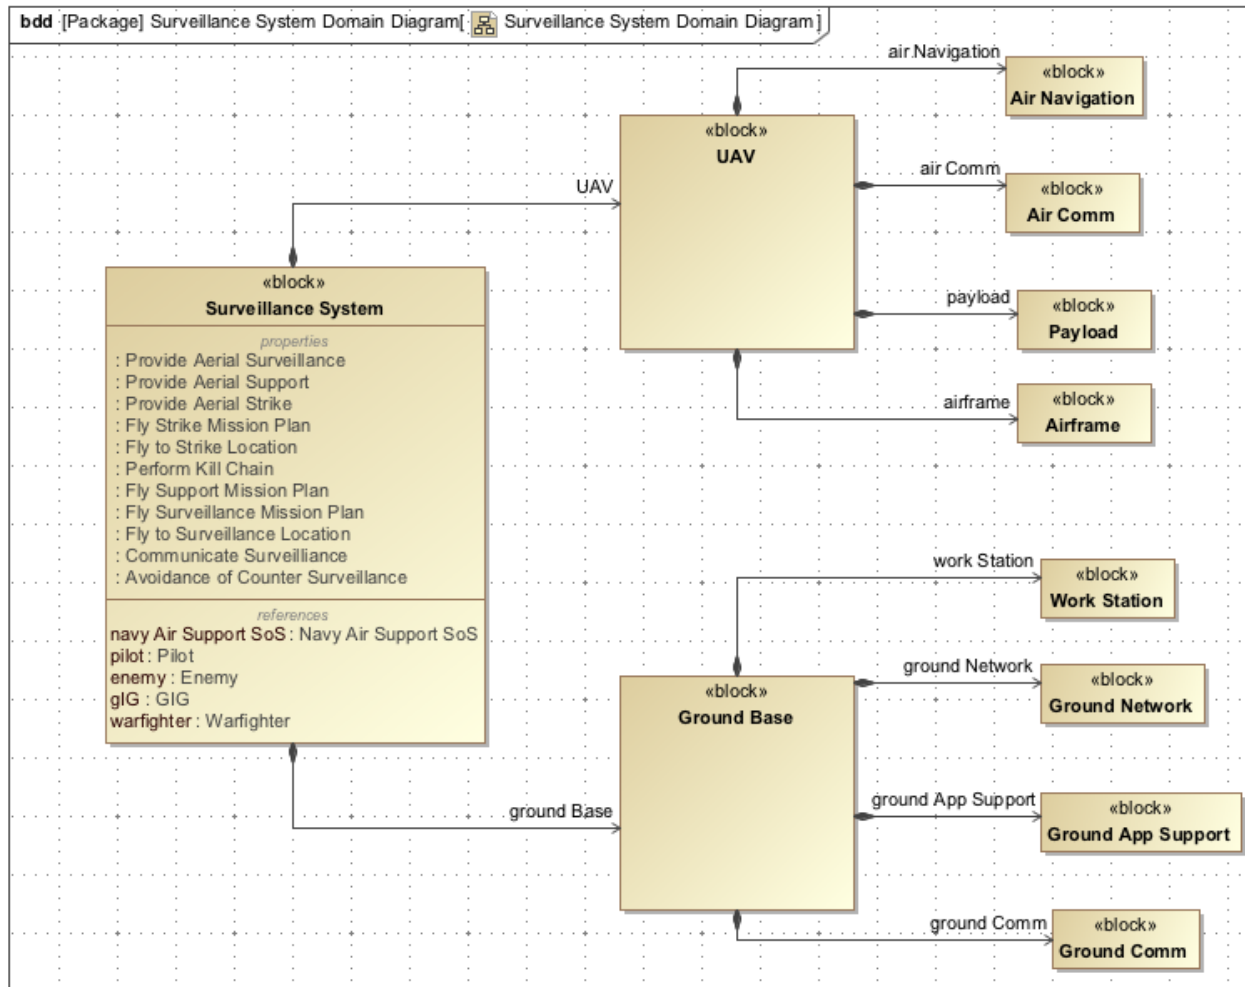 bdd [Package] Surveillance System Domain Diagram[ Surveillance System Domain Diagram ]
air Navigation
«block»
Air Navigation
«block»
UAV
air Comm
«block»
Air Comm
UAV
payload
«block»
Payload
airframe
«block»
Airframe
«block»
Surveillance System
properties
: Provide Aerial Surveillance
: Provide Aerial Support
: Provide Aerial Strike
: Fly Strike Mission Plan
: Fly to Strike Location
: Perform Kill Chain
: Fly Support Mission Plan
: Fly Surveillance Mission Plan
: Fly to Surveillance Location
: Communicate Surveilliance
: Avoidance of Counter Surveillance
references
navy Air Support SoS : Navy Air Support SoS
pilot : Pilot
enemy : Enemy
gIG : GIG
warfighter : Warfighter
work Station
«block»
Work Station
ground Network
«block»
Ground Network
«block»
Ground Base
ground Base
ground App Support
«block»
Ground App Support
ground Comm
«block»
Ground Comm